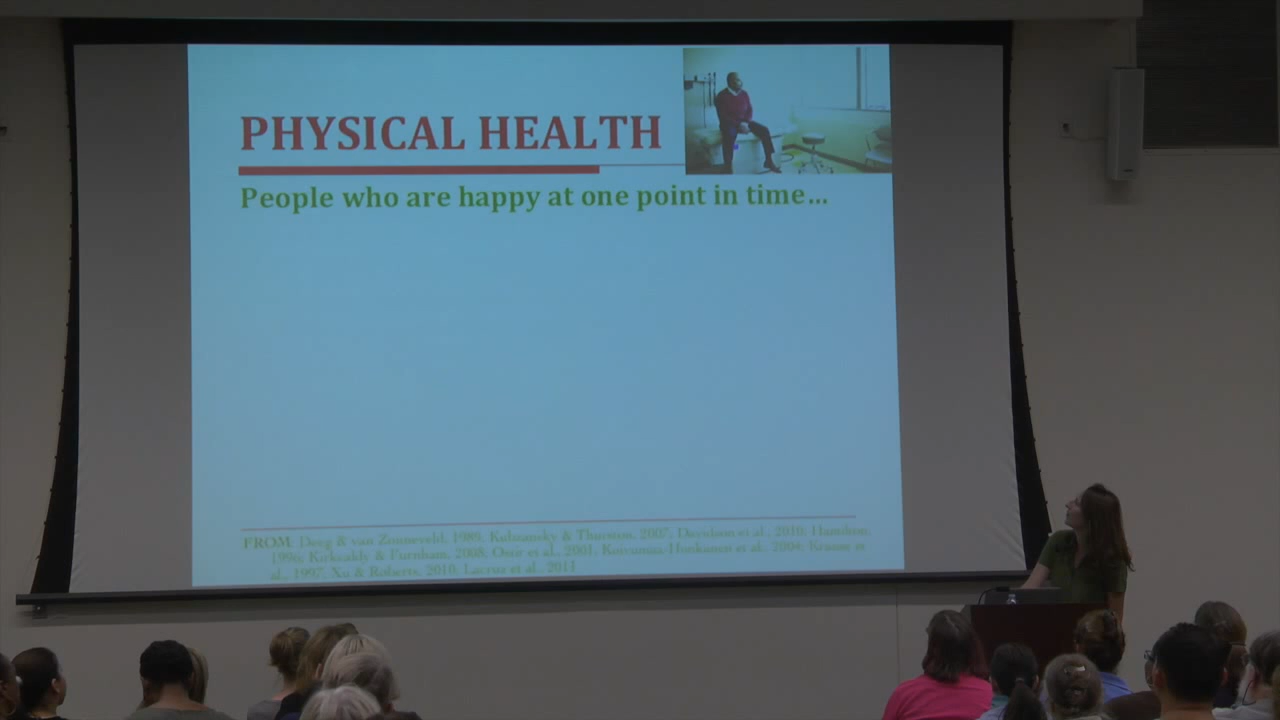 PHYSICAL HEALTH
People who are happy at one point in time...
FROM: Deeg & van Zonneveld, 1989; Kubzansky & Thurston, 2007; Davidson et al., 2010; Hamilton,
1996; Kirkcaldy & Furnham, 2008; Ostir et al., 2001; Koivumaa-Honkanen et al., 2004; Krause et
al., 1997; Xu & Roberts, 2010; Lacruz et al., 2011